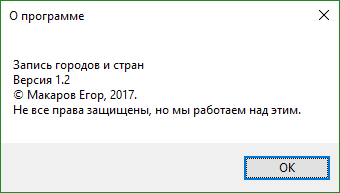 О программе
Запись городов и стран
Версия 1.2
© Макаров Егор, 2017.
Не все права защищены, но мы работаем над этим.
ОК